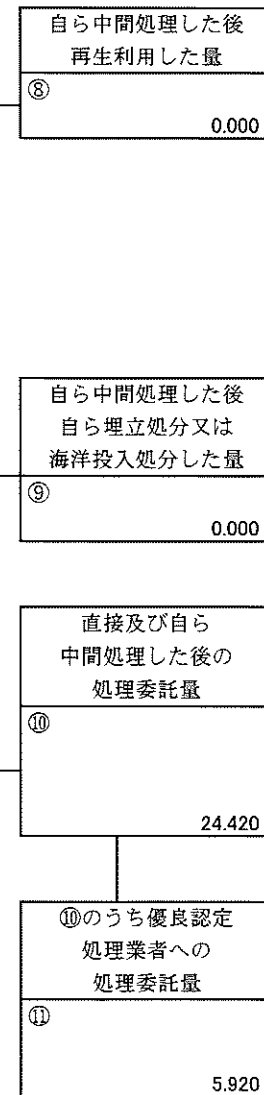 自ら中間処理した後
再生利用した量
⑧
0.000
自ら中間処理した後
自ら埋立処分又は
海洋投入処分した量
⑨
0.000
直接及び自ら
中間処理した後の
処理委託量
⑩
24.420
⑩のうち優良認定
処理業者への
処理委託量
⑪
5.920